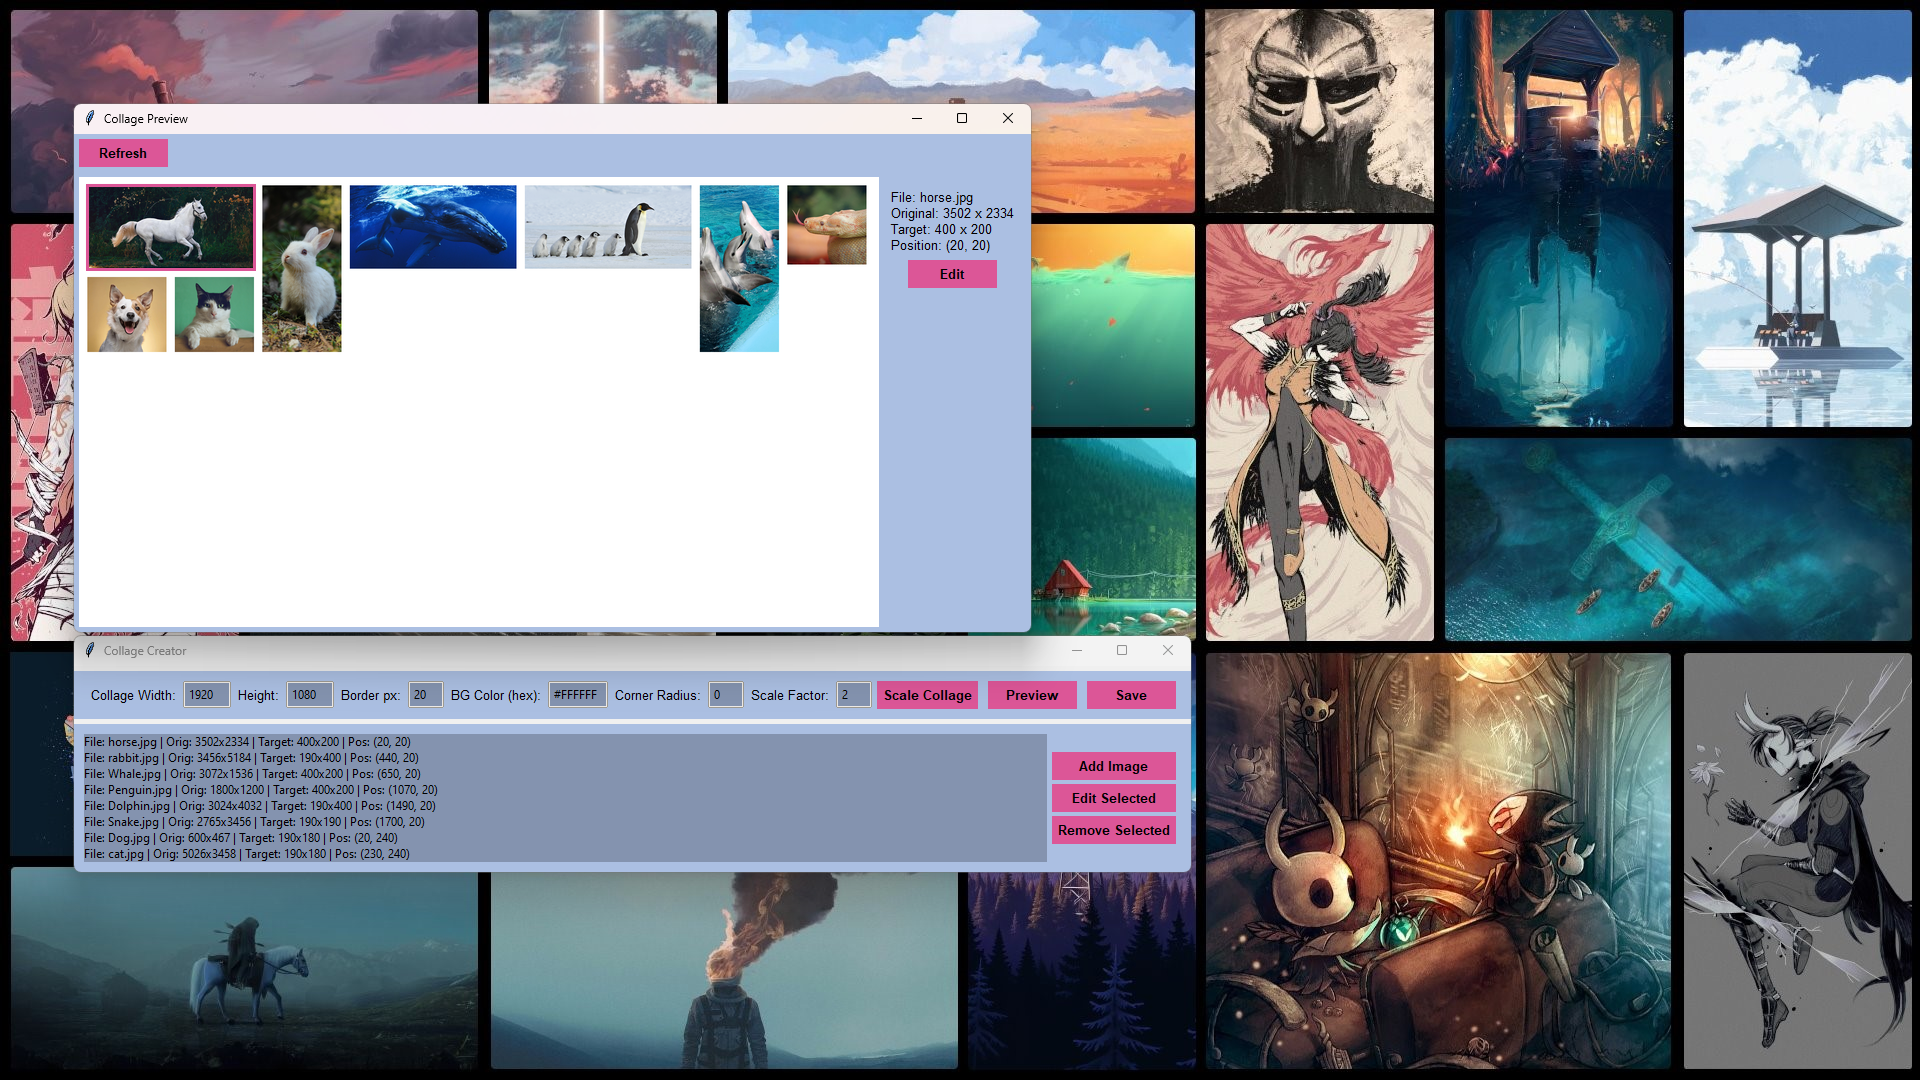 Collage Preview
Refresh
File: horse.jpg
Original: 3502 x 2334
Target: 400 x 200
Position: (20, 20)
Edit
Collage Creator
Collage Width: 1920 Height: 1080 Border px: 20 BG Color (hex): #FFFFFF Corner Radius: 0 Scale Factor: 2 Scale Collage Preview Save
File: horse.jpg | Orig: 3502x2334 | Target: 400x200 | Pos: (20, 20)
File: rabbit.jpg | Orig: 3456x5184 | Target: 190x400 | Pos: (440, 20)
File: Whale.jpg | Orig: 3072x1536 | Target: 400x200 | Pos: (650, 20)
File: Penguin.jpg | Orig: 1800x1200 | Target: 400x200 | Pos: (1070, 20)
File: Dolphin.jpg | Orig: 3024x4032 | Target: 190x400 | Pos: (1490, 20)
File: Snake.jpg | Orig: 2765x3456 | Target: 190x190 | Pos: (1700, 20)
File: Dog.jpg | Orig: 600x467 | Target: 190x180 | Pos: (20, 240)
File: cat.jpg | Orig: 5026x3458 | Target: 190x180 | Pos: (230, 240)
Add Image
Edit Selected
Remove Selected